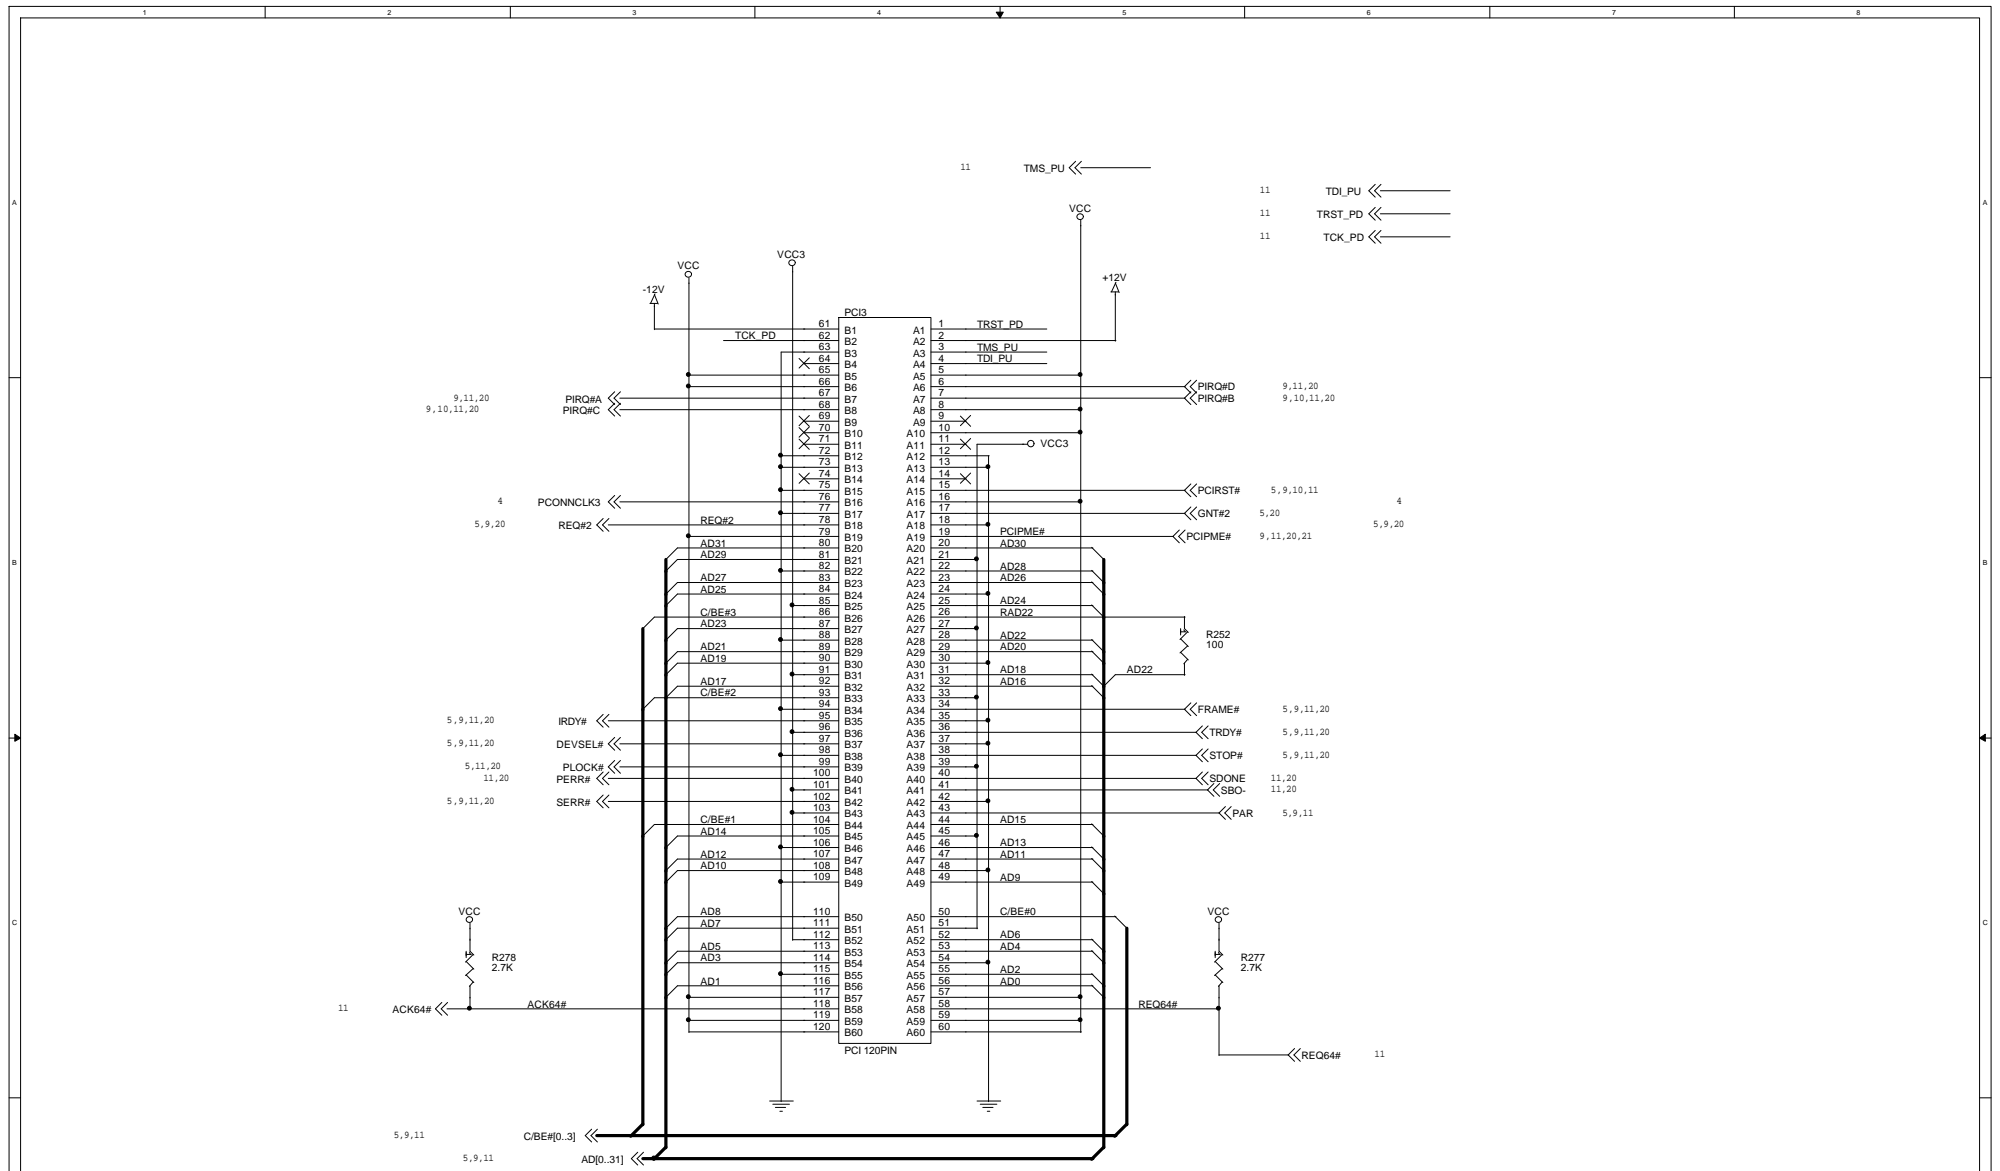 1 2 3 4 5 6 7 8
11 TMS_PU
11 TDI_PU
A A
VCC
11 TRST_PD
11 TCK_PD
VCC3
VCC
+12V
-12V
PCI3
61 B1 A1 1 TRST_PD
TCK_PD 62 B2 A2 2
63 B3 A3 3 TMS_PU
64 B4 A4 4 TDI_PU
65 B5 A5 5
66 B6 A6 6 PIRQ#D 9,11,20
9,11,20 PIRQ#A 67 B7 A7 7 PIRQ#B 9,10,11,20
9,10,11,20 PIRQ#C 68 B8 A8 8
69 B9 A9 9
70 B10 A10 10
71 B11 A11 11 VCC3
72 B12 A12 12
73 B13 A13 13
74 B14 A14 14
75 B15 A15 15 PCIRST# 5,9,10,11
4 PCONNCLK3 76 B16 A16 16 4
77 B17 A17 17 GNT#2 5,20
5,9,20 REQ#2 REQ#2 78 B18 A18 18 5,9,20
79 B19 A19 19 PCIPME# PCIPME# 9,11,20,21
AD31 80 B20 A20 20 AD30
AD29 81 B21 A21 21
B B
82 B22 A22 22 AD28
AD27 83 B23 A23 23 AD26
AD25 84 B24 A24 24
85 B25 A25 25 AD24
C/BE#3 86 B26 A26 26 RAD22
AD23 87 B27 A27 27
88 B28 A28 28 AD22 R252
AD21 89 B29 A29 29 AD20 100
AD19 90 B30 A30 30
91 B31 A31 31 AD18 AD22
AD17 92 B32 A32 32 AD16
C/BE#2 93 B33 A33 33
94 B34 A34 34 FRAME# 5,9,11,20
5,9,11,20 IRDY# 95 B35 A35 35
96 B36 A36 36 TRDY# 5,9,11,20
5,9,11,20 DEVSEL# 97 B37 A37 37
98 B38 A38 38 STOP# 5,9,11,20
5,11,20 PLOCK# 99 B39 A39 39
11,20 PERR# 100 B40 A40 40 SDONE 11,20
101 B41 A41 41 SBO- 11,20
5,9,11,20 SERR# 102 B42 A42 42
103 B43 A43 43 PAR 5,9,11
C/BE#1 104 B44 A44 44 AD15
AD14 105 B45 A45 45
106 B46 A46 46 AD13
AD12 107 B47 A47 47 AD11
AD10 108 B48 A48 48
109 B49 A49 49 AD9
VCC VCC
AD8 110 B50 A50 50 C/BE#0
C C
AD7 111 B51 A51 51
112 B52 A52 52 AD6
AD5 113 B53 A53 53 AD4
R278 AD3 114 B54 A54 54 R277
2.7K 115 B55 A55 55 AD2 2.7K
AD1 116 B56 A56 56 AD0
117 B57 A57 57
11 ACK64# ACK64# 118 B58 A58 58 REQ64#
119 B59 A59 59
120 B60 A60 60
PCI 120PIN
REQ64# 11
5,9,11 C/BE#[0..3]
5,9,11 AD[0..31]